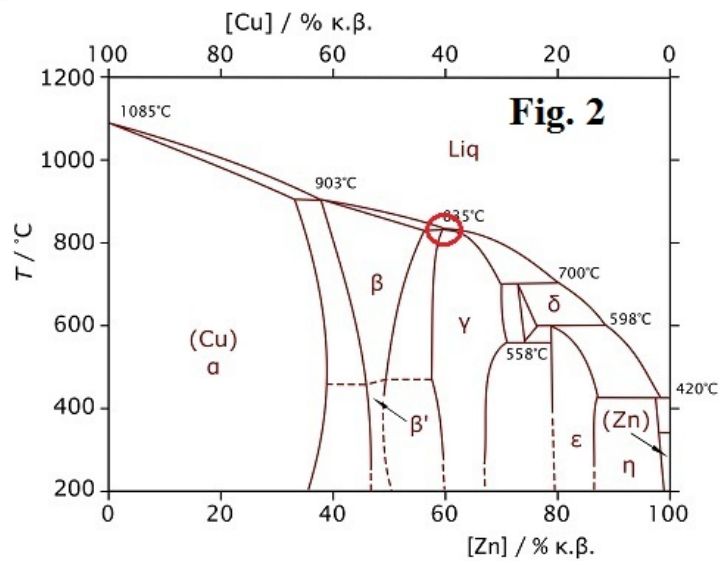 [Cu] / % κ.β.
100 80 60 40 20 0
1200
1085°C
Fig. 2
Liq
1000
903°C
835°C
T / °C
800
β
700°C
δ
600
(Cu)
α
γ
598°C
558°C
420°C
400
β'
(Zn)
ε
η
200
0 20 40 60 80 100
[Zn] / % κ.β.